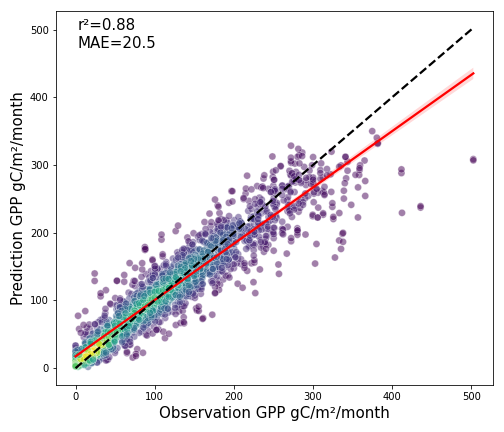 r²=0.88
MAE=20.5
500
400
300
200
100
0
Prediction GPP gC/m²/month
0 100 200 300 400 500
Observation GPP gC/m²/month